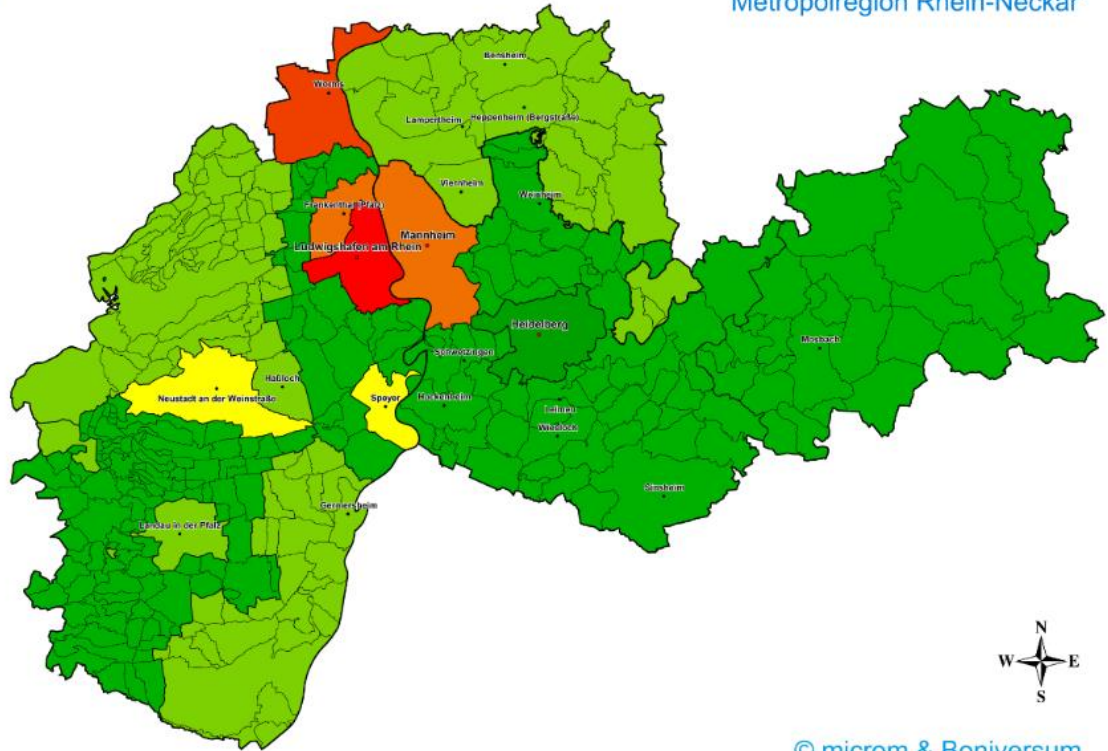 Metropolregion Rhein-Neckar
Bensheim
Worms
Lampertheim
Heppenheim (Bergstraße)
Viernheim
Weinheim
Frankenthal (Pfalz)
Mannheim
Ludwigshafen am Rhein
Heidelberg
Mosbach
Schwetzingen
Haßloch
Neustadt an der Weinstraße
Speyer
Hockenheim
Leimen
Wiesloch
Sinsheim
Germersheim
Landau in der Pfalz
N
W E
S
© microm & Boniversum